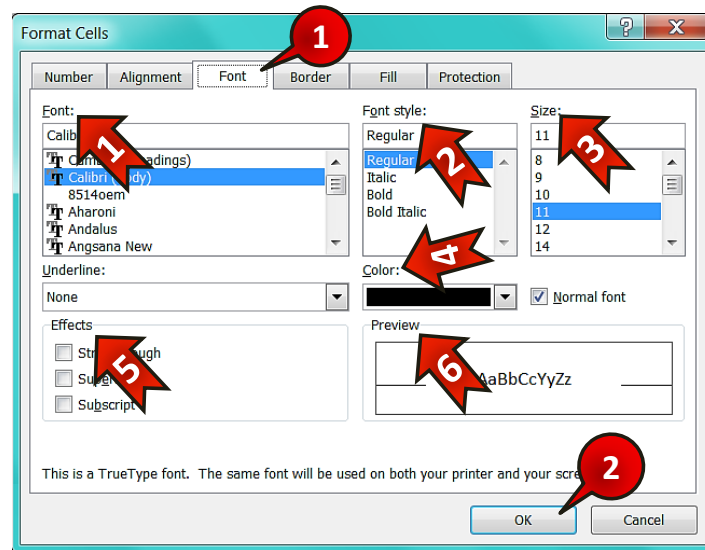 Format Cells
1
Number Alignment Font Border Fill Protection
Font: Font style: Size:
1 2 3
Regular 11
Regular 8
Calibri Italic 9
8514oem Bold 10
Aharoni Bold Italic 11
Andalus 12
Angsana New 14
4
Underline: Color:
None Normal font
Effects Preview
5 6
AaBbCcYyZz
Subscript
This is a TrueType font. The same font will be used on both your printer and your
2
OK Cancel